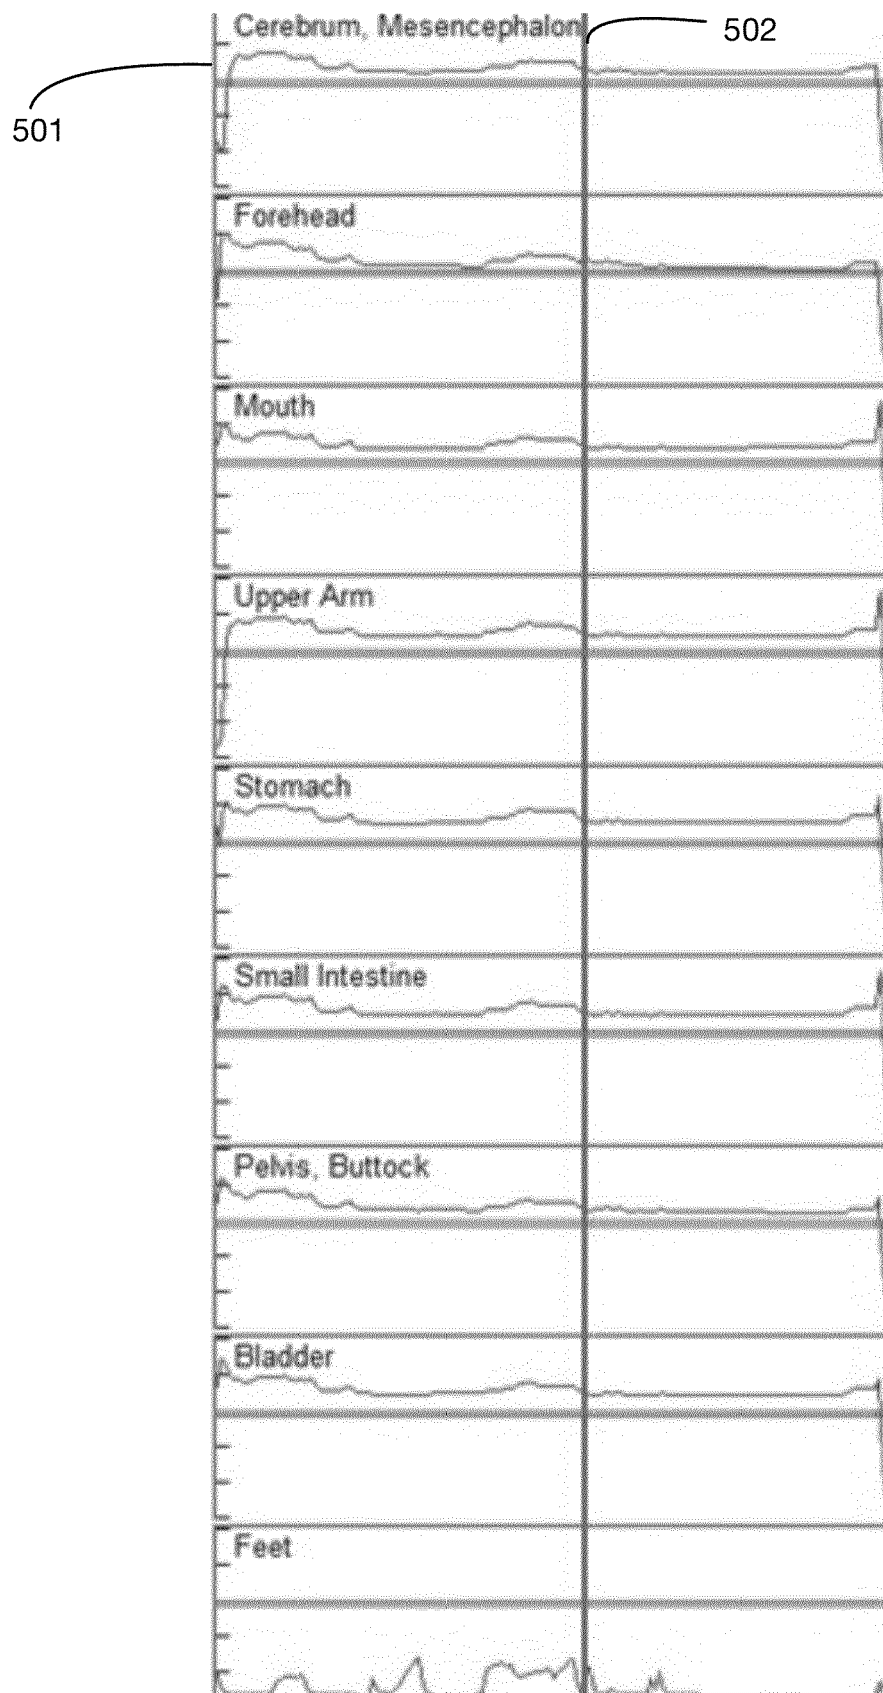 Cerebrum, Mesencephalon
502
501
Forehead
Mouth
Upper Arm
Stomach
Small Intestine
Pelvis, Buttock
Bladder
Feet